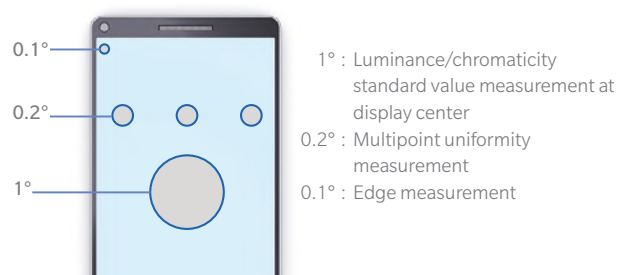 0.1°
0.2°
1°
1° : Luminance/chromaticity
standard value measurement at
display center
0.2° : Multipoint uniformity
measurement
0.1° : Edge measurement